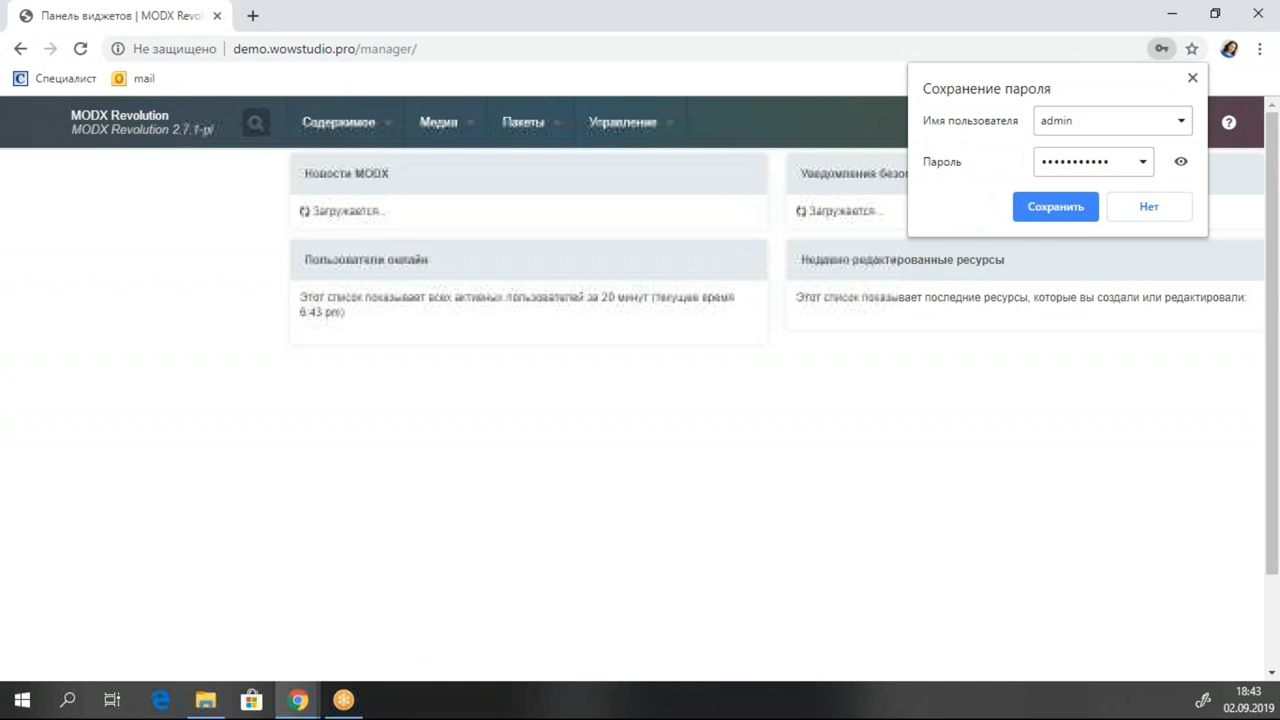 Панель виджетов | MODX Revo
Не защищено
demo.wowstudio.pro/manager/
Специалист
mail
MODX Revolution
MODX Revolution 2.7.1-pl
Содержимое
Медиа
Пакеты
Управление
Сохранение пароля
Имя пользователя
admin
Пароль
•••••••••••
Сохранить
Нет
Новости MODX
Загружается...
Уведомления безо
Загружается...
Пользователи онлайн
Этот список показывает всех активных пользователей за 20 минут (текущее время
6:43 pm)
Недавно редактированные ресурсы
Этот список показывает последние ресурсы, которые вы создали или редактировали:
18:43
02.09.2019